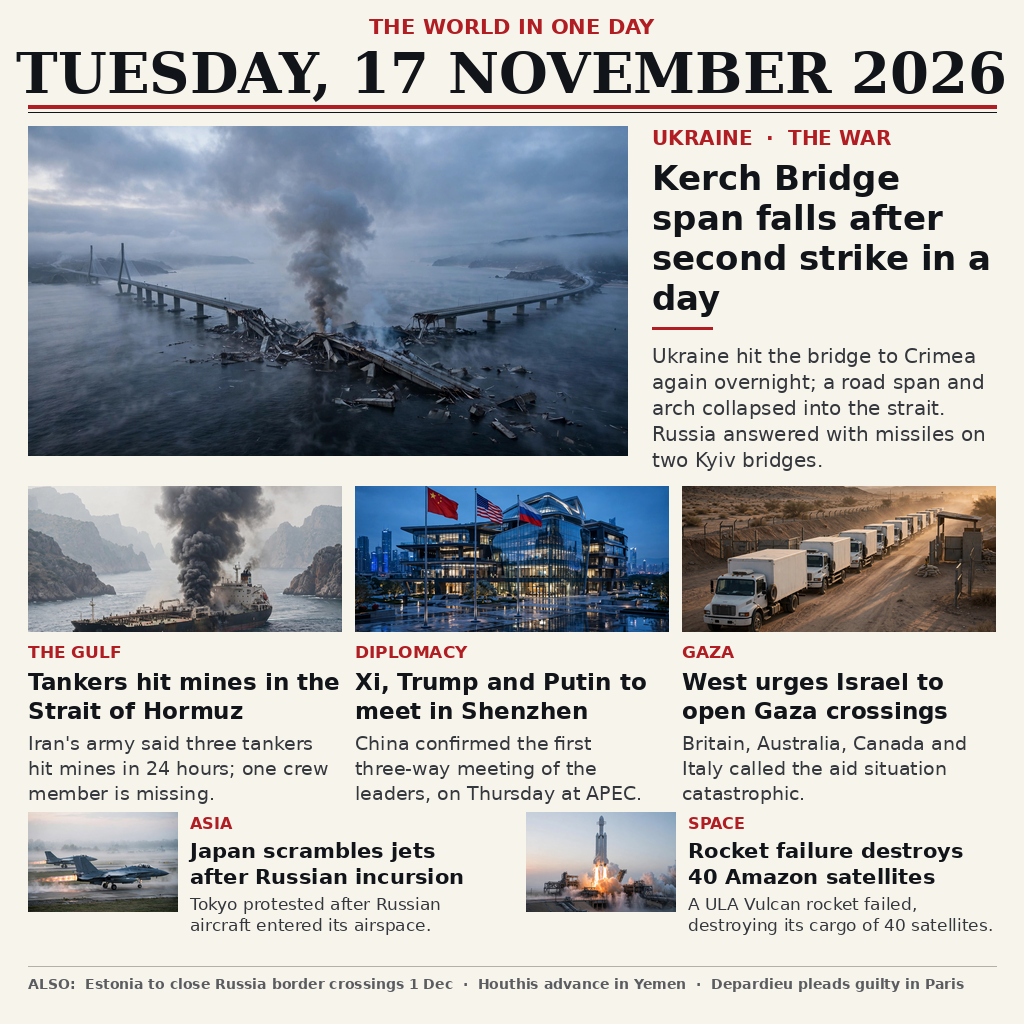 THE WORLD IN ONE DAY
TUESDAY, 17 NOVEMBER 2026
UKRAINE · THE WAR
Kerch Bridge
span falls after
second strike in a
day
Ukraine hit the bridge to Crimea
again overnight; a road span and
arch collapsed into the strait.
Russia answered with missiles on
two Kyiv bridges.
THE GULF
Tankers hit mines in the
Strait of Hormuz
Iran's army said three tankers
hit mines in 24 hours; one crew
member is missing.
DIPLOMACY
Xi, Trump and Putin to
meet in Shenzhen
China confirmed the first
three-way meeting of the
leaders, on Thursday at APEC.
GAZA
West urges Israel to
open Gaza crossings
Britain, Australia, Canada and
Italy called the aid situation
catastrophic.
ASIA
Japan scrambles jets
after Russian incursion
Tokyo protested after Russian
aircraft entered its airspace.
SPACE
Rocket failure destroys
40 Amazon satellites
A ULA Vulcan rocket failed,
destroying its cargo of 40 satellites.
ALSO: Estonia to close Russia border crossings 1 Dec · Houthis advance in Yemen · Depardieu pleads guilty in Paris